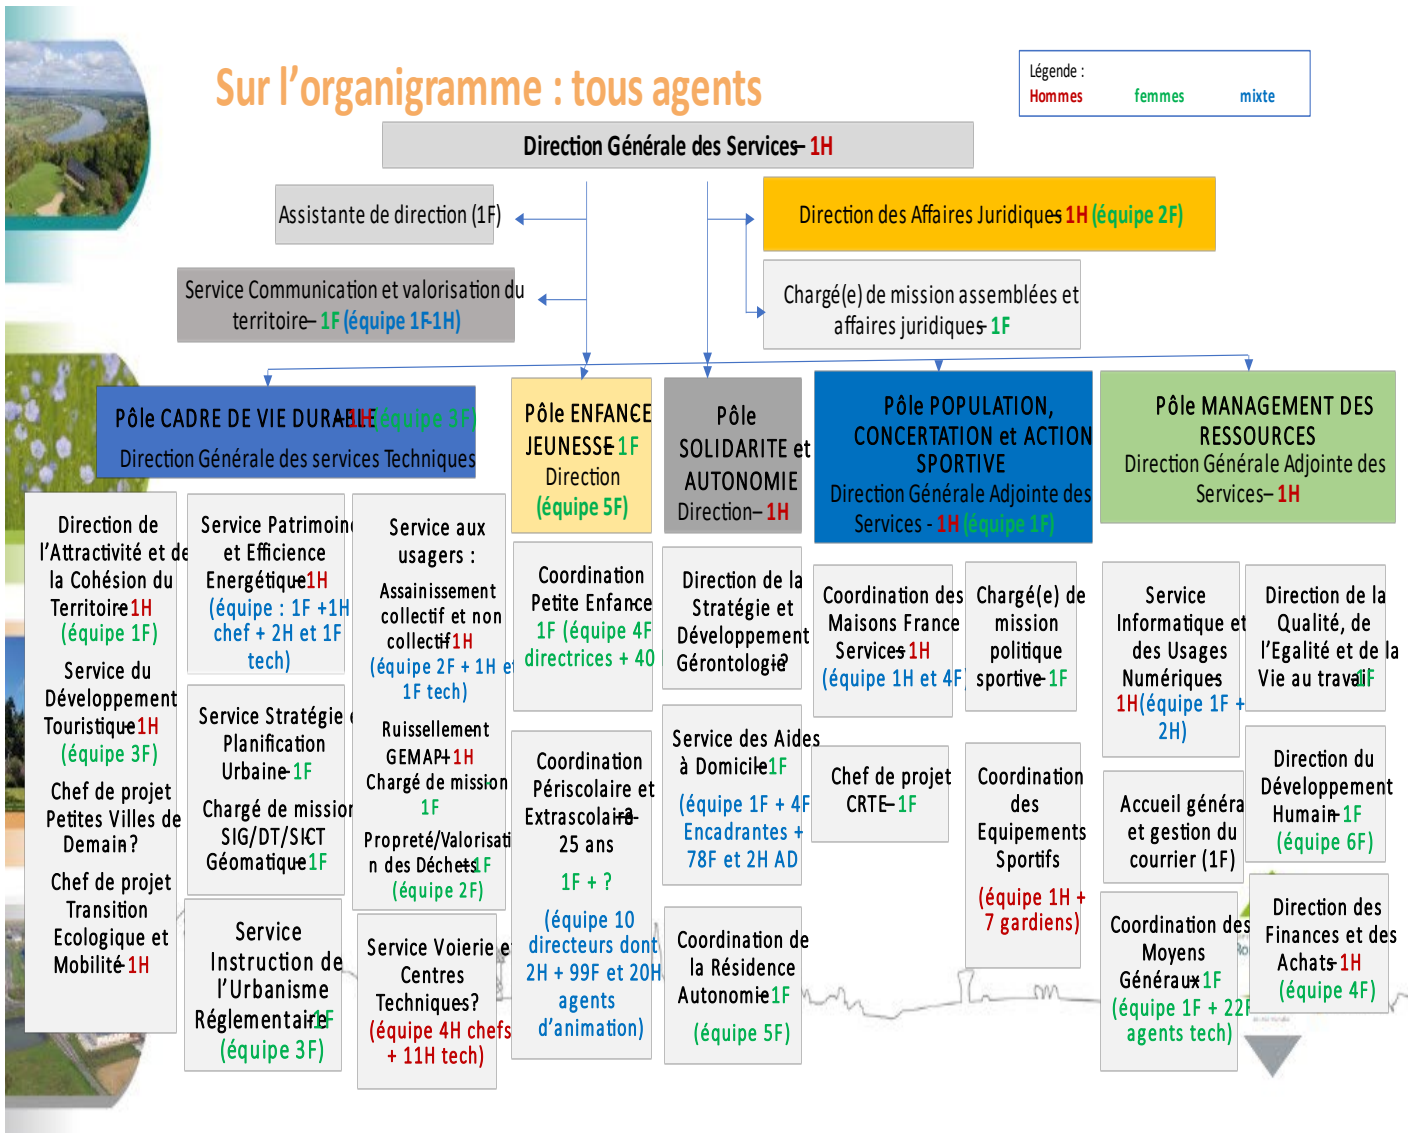 Sur l'organigramme : tous agents
Légende :
Hommes femmes mixte
Direction Générale des Services– 1H
Assistante de direction (1F)
Direction des Affaires Juridiques– 1H (équipe 2F)
Service Communication et valorisation du
territoire– 1F (équipe 1F-1H)
Chargé(e) de mission assemblées et
affaires juridiques– 1F
Pôle CADRE DE VIE DURABLE– 1H (équipe 3F)
Direction Générale des services Techniques
Pôle ENFANCE-
JEUNESSE– 1F
Direction
(équipe 5F)
Pôle
SOLIDARITE et
AUTONOMIE
Direction– 1H
Pôle POPULATION,
CONCERTATION et ACTION
SPORTIVE
Direction Générale Adjointe des
Services - 1H (équipe 1F)
Pôle MANAGEMENT DES
RESSOURCES
Direction Générale Adjointe des
Services– 1H
Direction de
l'Attractivité et de
la Cohésion du
Territoire– 1H
(équipe 1F)
Service du
Développement
Touristique– 1H
(équipe 3F)
Chef de projet
Petites Villes de
Demain- ?
Chef de projet
Transition
Ecologique et
Mobilité– 1H
Service Patrimoine
et Efficience
Energétique– 1H
(équipe : 1F +1H
chef + 2H et 1F
tech)
Service Stratégie
Planification
Urbaine– 1F
Chargé de mission
SIG/DT/SICT
Géomatique– 1F
Service
Instruction de
l'Urbanisme
Réglementaire– 1F
(équipe 3F)
Service aux
usagers :
Assainissement
collectif et non
collectif– 1H
(équipe 2F + 1H et
1F tech)
Ruissellement–
GEMAPI– 1H
Chargé de mission –
1F
Propreté/Valorisati
n des Déchets– 1F
(équipe 2F)
Service Voierie et
Centres
Techniques- ?
(équipe 4H chefs
+ 11H tech)
Coordination
Petite Enfance–
1F (équipe 4F
directrices + 40
Coordination
Périscolaire et
Extrascolaire– 3-
25 ans
1F + ?
(équipe 10
directeurs dont
2H + 99F et 20H
agents
d'animation)
Direction de la
Stratégie et
Développement
Gérontologie- ?
Service des Aides
à Domicile– 1F
(équipe 1F + 4F
Encadrantes +
78F et 2H AD
Coordination de
la Résidence
Autonomie– 1F
(équipe 5F)
Coordination des
Maisons France
Services– 1H
(équipe 1H et 4F)
Chef de projet
CRTE– 1F
Chargé(e) de
mission
politique
sportive– 1F
Coordination
des
Equipements
Sportifs
(équipe 1H +
7 gardiens)
Service
Informatique et
des Usages
Numériques–
1H(équipe 1F +
2H)
Accueil généra
et gestion du
courrier (1F)
Coordination des
Moyens
Généraux– 1F
(équipe 1F + 22F
agents tech)
Direction de la
Qualité, de
l'Egalité et de la
Vie au travail– 1F
Direction du
Développement
Humain– 1F
(équipe 6F)
Direction des
Finances et des
Achats– 1H
(équipe 4F)